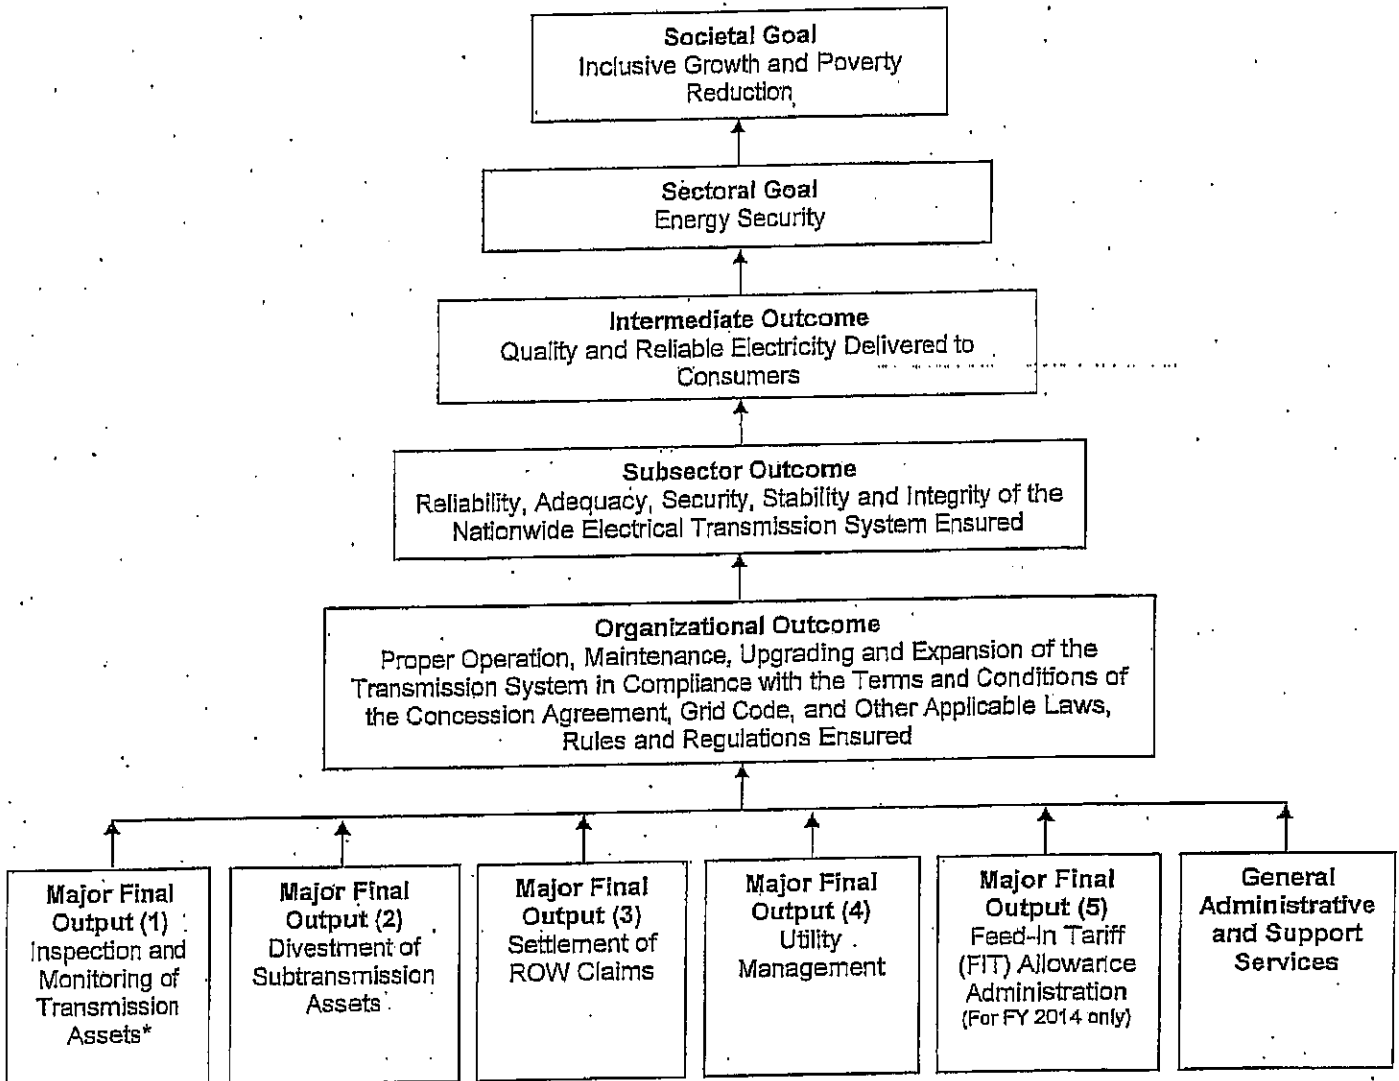 Societal Goal
Inclusive Growth and Poverty
Reduction
Sectoral Goal
Energy Security
Intermediate Outcome
Quality and Reliable Electricity Delivered to
Consumers
Subsector Outcome
Reliability, Adequacy, Security, Stability and Integrity of the
Nationwide Electrical Transmission System Ensured
Organizational Outcome
Proper Operation, Maintenance, Upgrading and Expansion of the
Transmission System in Compliance with the Terms and Conditions of
the Concession Agreement, Grid Code, and Other Applicable Laws,
Rules and Regulations Ensured
Major Final
Output (1)
Inspection and
Monitoring of
Transmission
Assets*
Major Final
Output (2)
Divestment of
Subtransmission
Assets
Major Final
Output (3)
Settlement of
ROW Claims
Major Final
Output (4)
Utility
Management
Major Final
Output (5)
Feed-In Tariff
(FIT) Allowance
Administration
(For FY 2014 only)
General
Administrative
and Support
Services